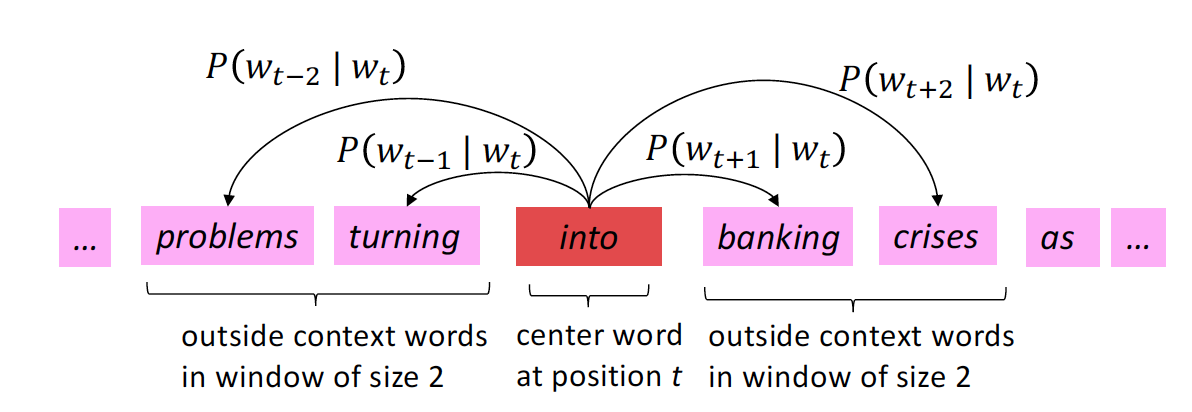 P(w_{t−2} | w_t)
P(w_{t+2} | w_t)
P(w_{t−1} | w_t)
P(w_{t+1} | w_t)
... problems turning into banking crises as ...
outside context words
in window of size 2
center word
at position t
outside context words
in window of size 2